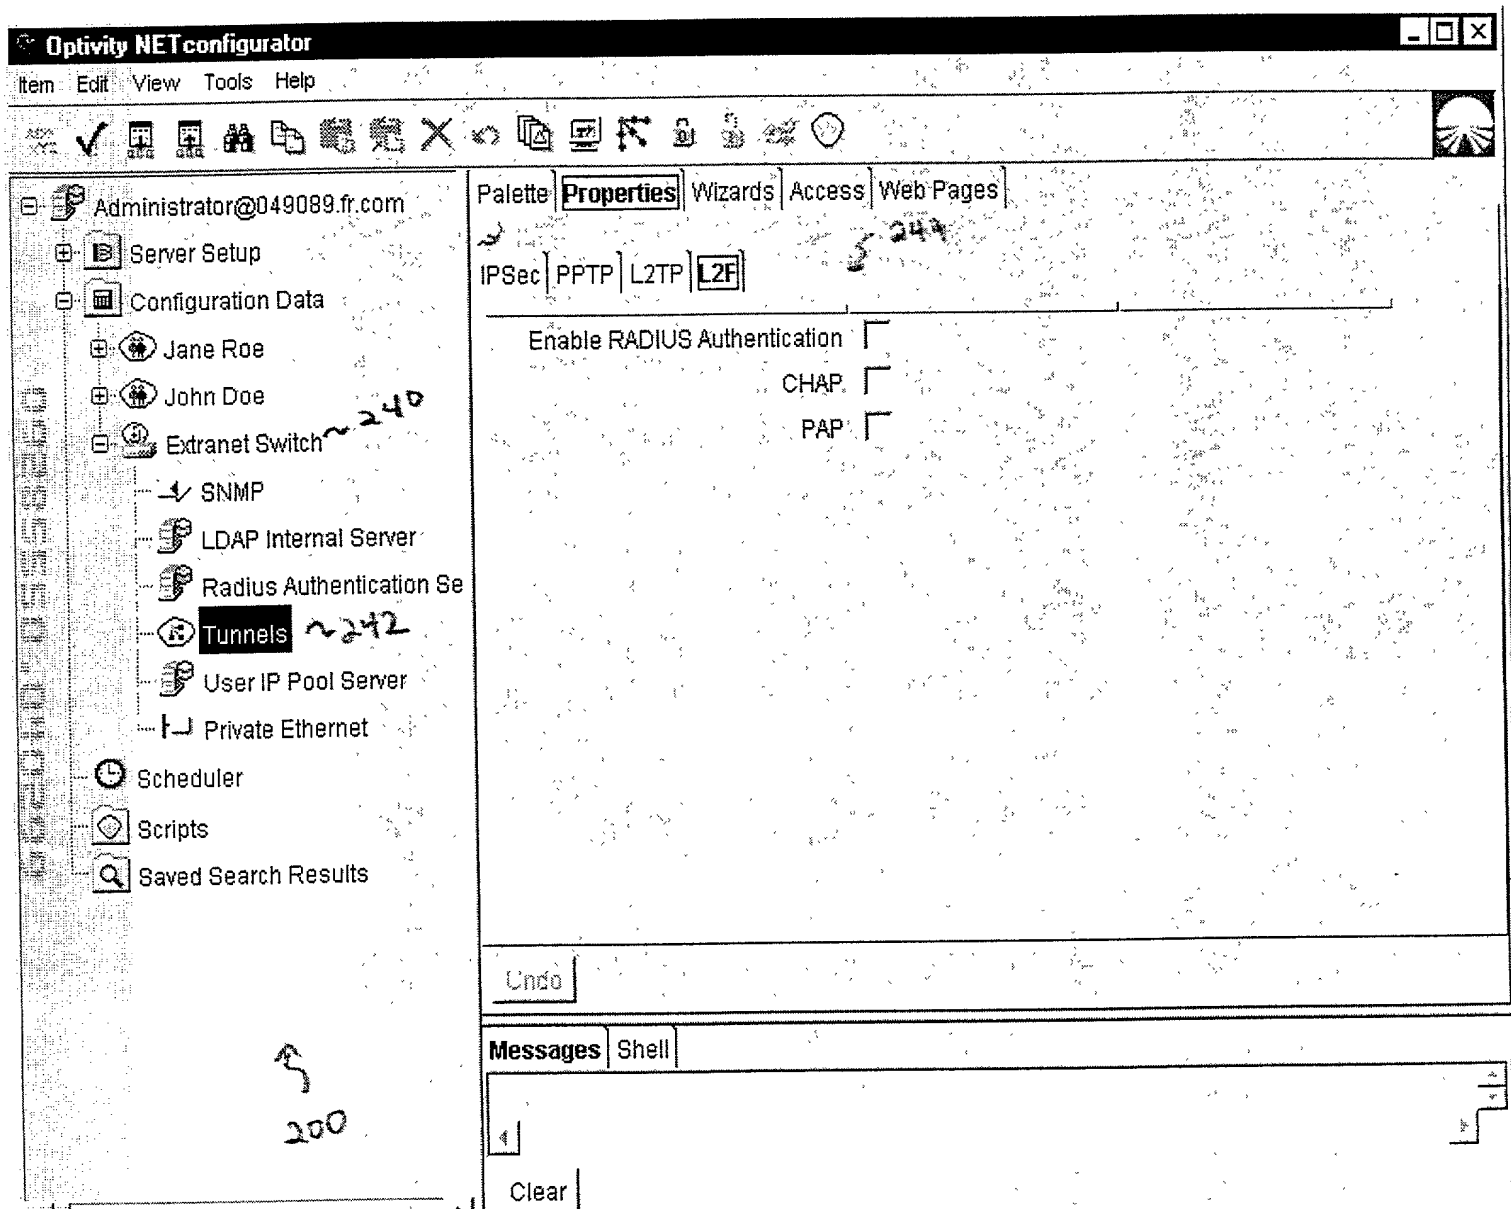 Optivity NETconfigurator
Item Edit View Tools Help
Administrator@049089.fr.com
Server Setup
Configuration Data
Jane Roe
John Doe
Extranet Switch ~ 240
SNMP
LDAP Internal Server
Radius Authentication Se
Tunnels ~ 242
User IP Pool Server
Private Ethernet
Scheduler
Scripts
Saved Search Results
200
Palette Properties Wizards Access Web Pages
249
IPSec PPTP L2TP L2F
Enable RADIUS Authentication
CHAP
PAP
Undo
Messages Shell
Clear